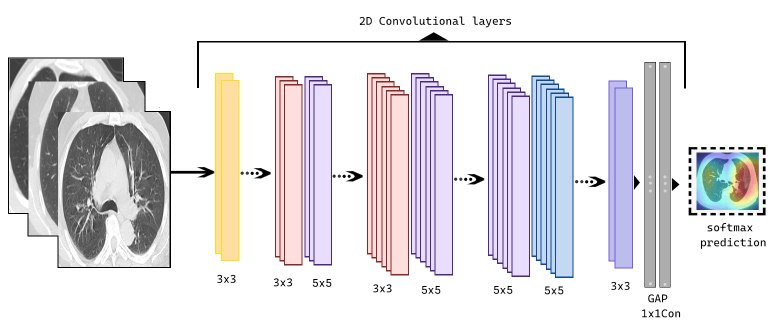 2D Convolutional layers
3x3
3x3
5x5
3x3
5x5
5x5
5x5
3x3
GAP
1x1Con
softmax
prediction